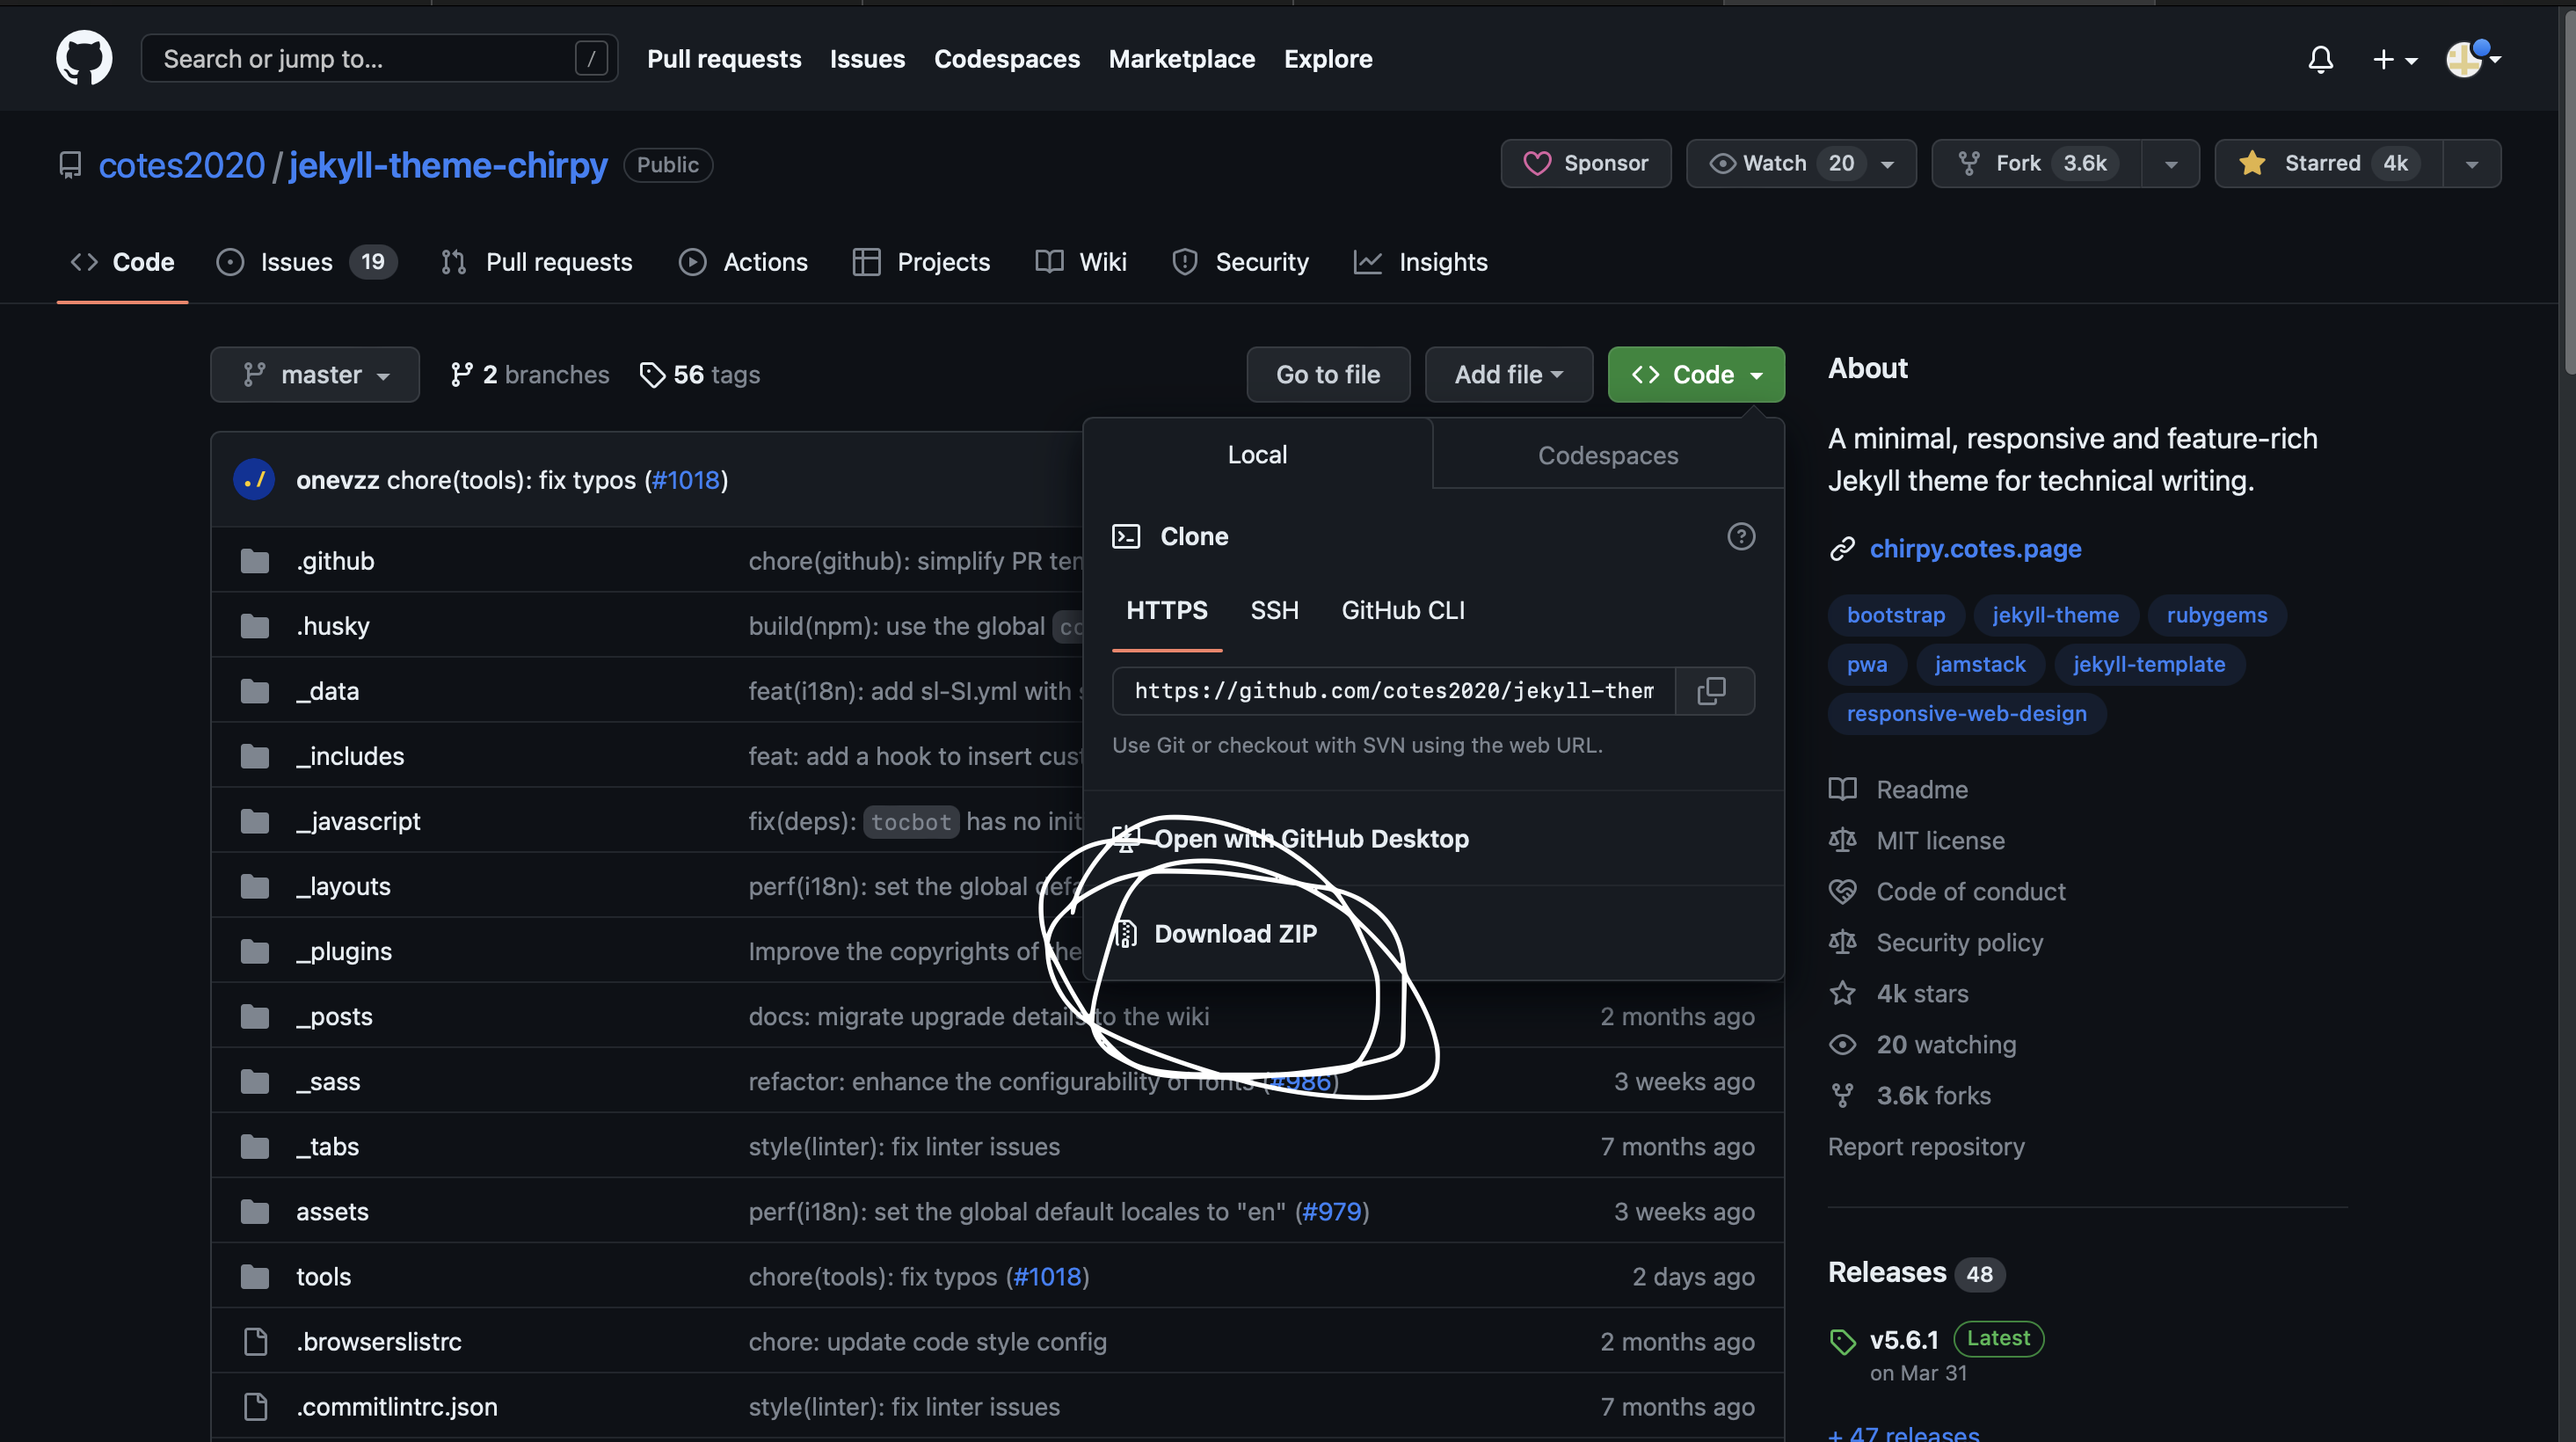 Search or jump to... /
Pull requests Issues Codespaces Marketplace Explore
cotes2020 / jekyll-theme-chirpy Public
Sponsor Watch 20 Fork 3.6k Starred 4k
Code Issues 19 Pull requests Actions Projects Wiki Security Insights
master 2 branches 56 tags Go to file Add file Code
onevzz chore(tools): fix typos (#1018)
.github chore(github): simplify PR
.husky build(npm): use the global
_data feat(i18n): add sl-SI.yml with
_includes feat: add a hook to insert
_javascript fix(deps): tocbot has no
_layouts perf(i18n): set the global
_plugins Improve the copyrights of the
_posts docs: migrate upgrade details to the wiki 2 months ago
_sass refactor: enhance the configurability of fonts (#986) 3 weeks ago
_tabs style(linter): fix linter issues 7 months ago
assets perf(i18n): set the global default locales to "en" (#979) 3 weeks ago
tools chore(tools): fix typos (#1018) 2 days ago
.browserslistrc chore: update code style config 2 months ago
.commitlintrc.json style(linter): fix linter issues 7 months ago
Local Codespaces
Clone
HTTPS SSH GitHub CLI
https://github.com/cotes2020/jekyll-them
Use Git or checkout with SVN using the web URL.
Open with GitHub Desktop
Download ZIP
About
A minimal, responsive and feature-rich
Jekyll theme for technical writing.
chirpy.cotes.page
bootstrap jekyll-theme rubygems
pwa jamstack jekyll-template
responsive-web-design
Readme
MIT license
Code of conduct
Security policy
4k stars
20 watching
3.6k forks
Report repository
Releases 48
v5.6.1 Latest
on Mar 31
+ 47 releases